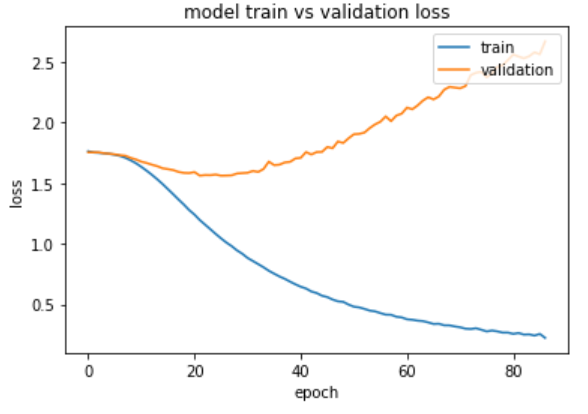 model train vs validation loss
train
validation
2.5
2.0
1.5
1.0
0.5
loss
0 20 40 60 80
epoch